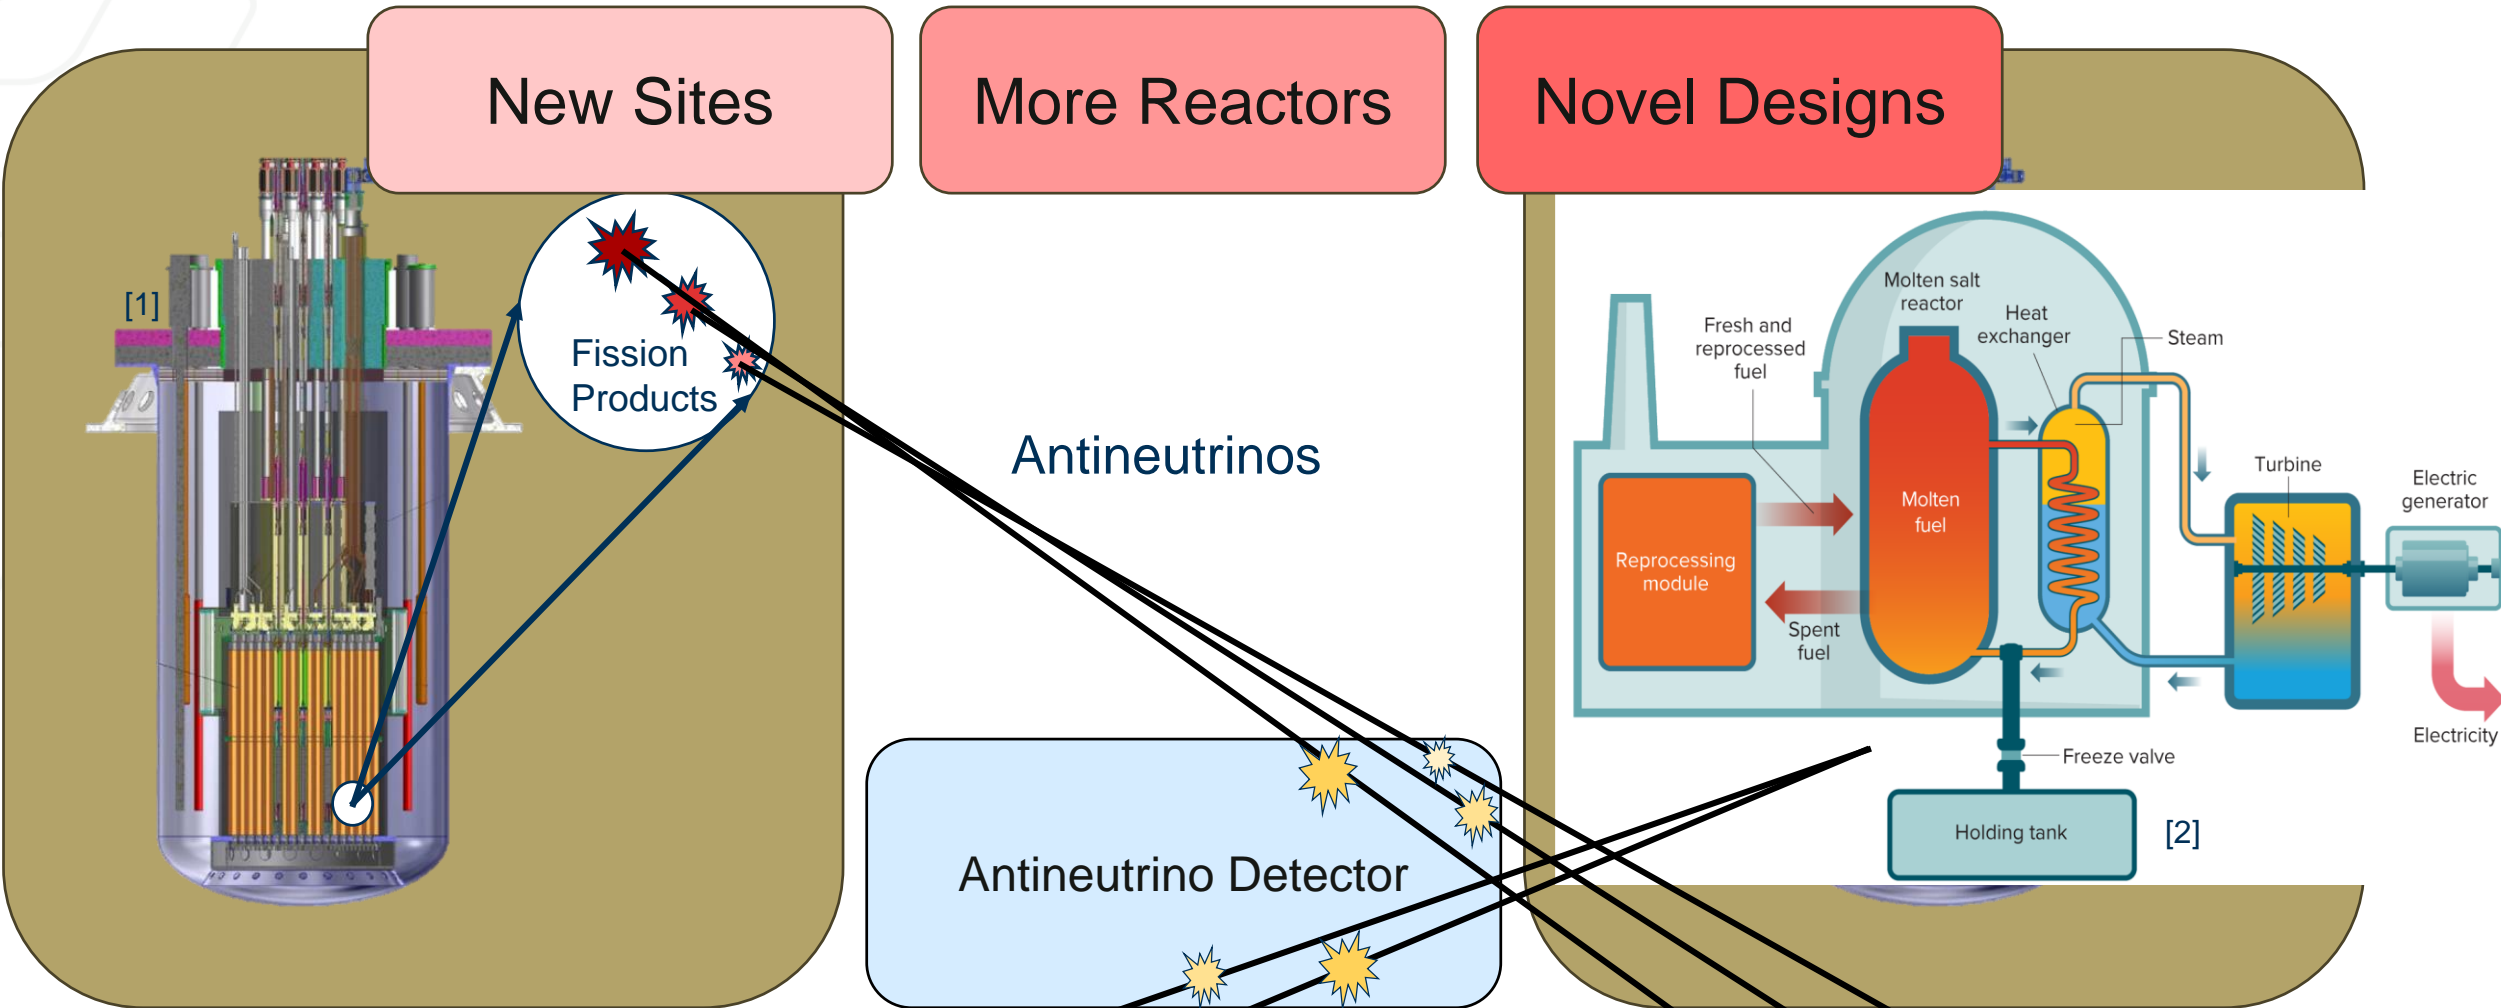 New Sites
More Reactors
Novel Designs
[1]
Fission
Products
Antineutrinos
Antineutrino Detector
Molten salt
reactor
Heat
exchanger
Fresh and
reprocessed
fuel
Steam
Turbine
Electric
generator
Molten
fuel
Reprocessing
module
Spent
fuel
Electricity
Freeze valve
Holding tank
[2]